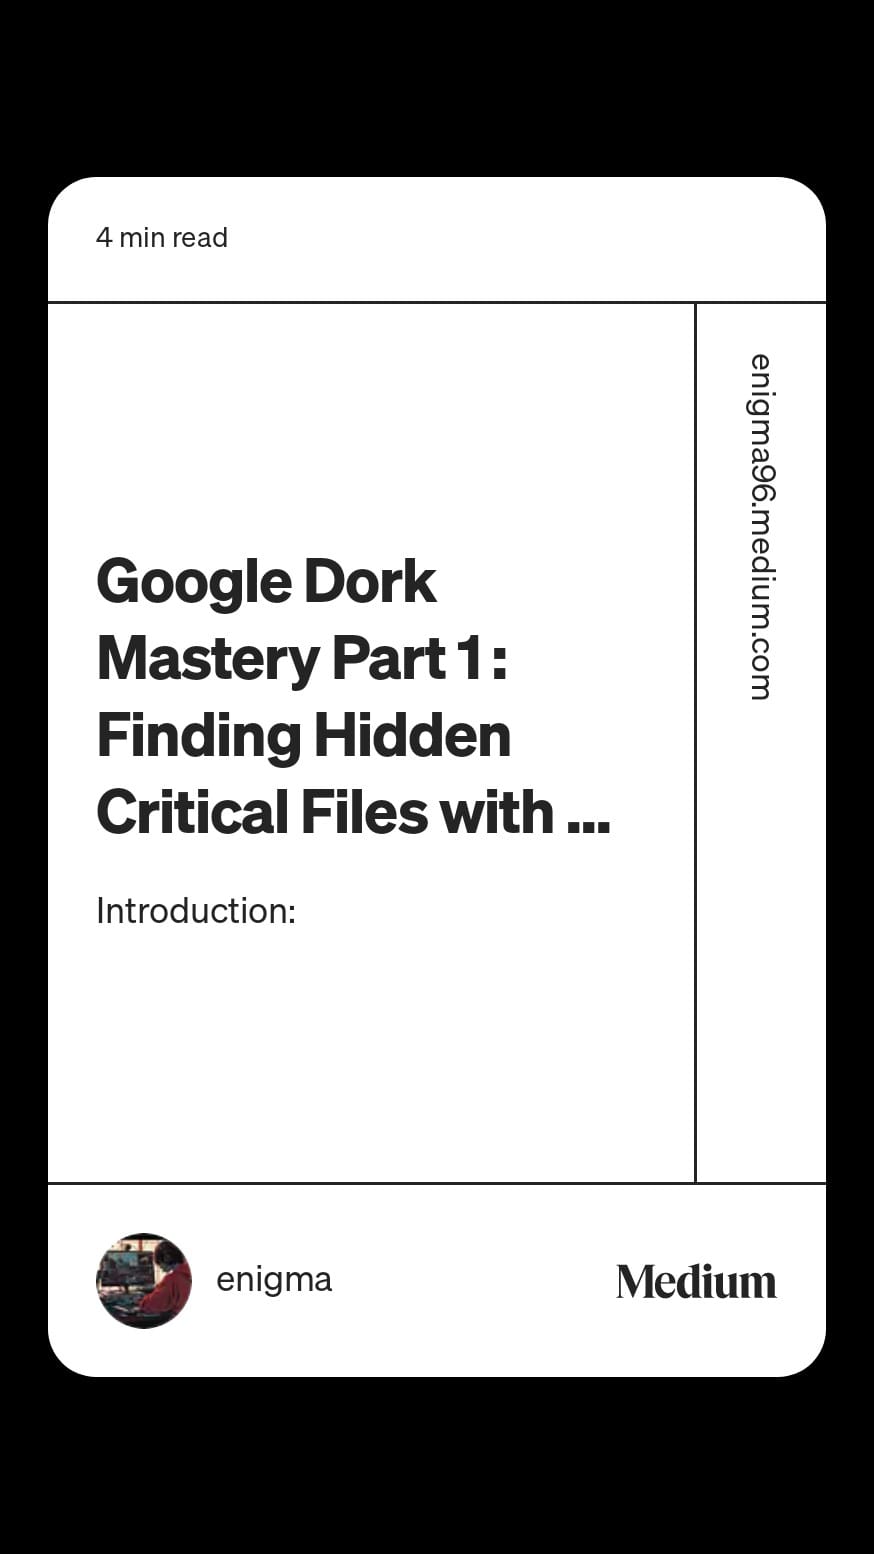 4 min read
enigma96.medium.com
Google Dork
Mastery Part 1 :
Finding Hidden
Critical Files with ...
Introduction:
enigma
Medium